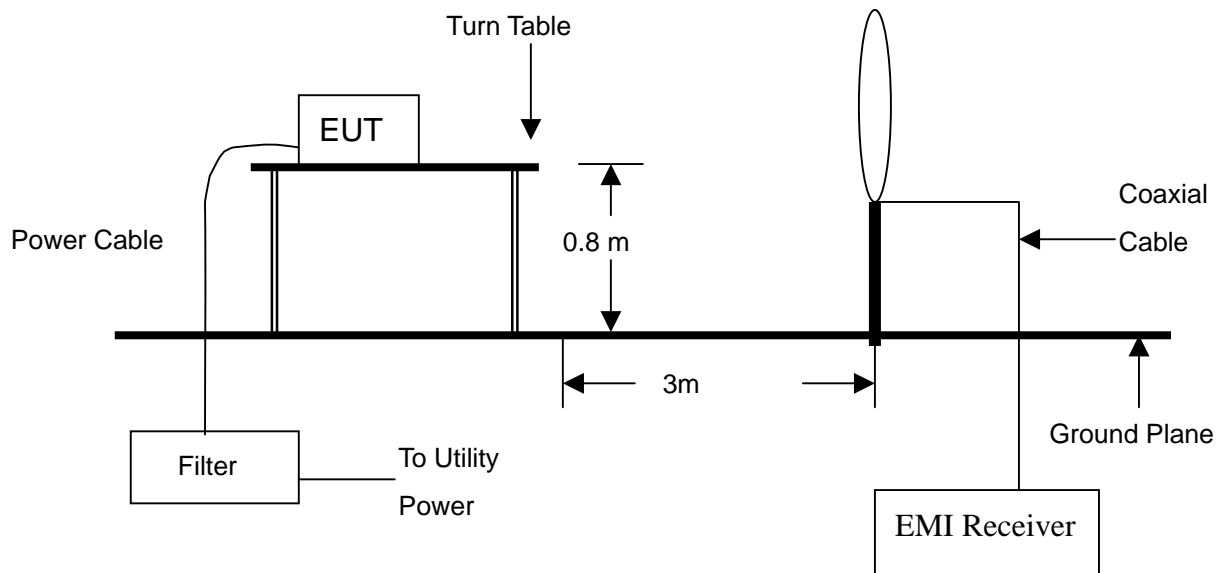 Turn Table
EUT
Coaxial
Cable
Power Cable
0.8 m
3m
Ground Plane
Filter
To Utility
Power
EMI Receiver